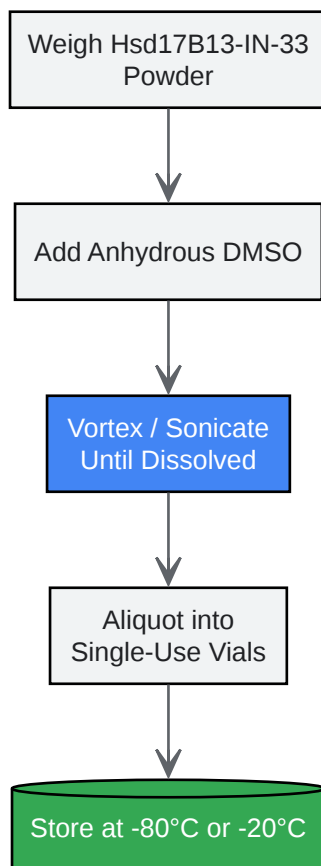 Weigh Hsd17B13-IN-33
Powder
Add Anhydrous DMSO
Vortex / Sonicate
Until Dissolved
Aliquot into
Single-Use Vials
Store at -80°C or -20°C